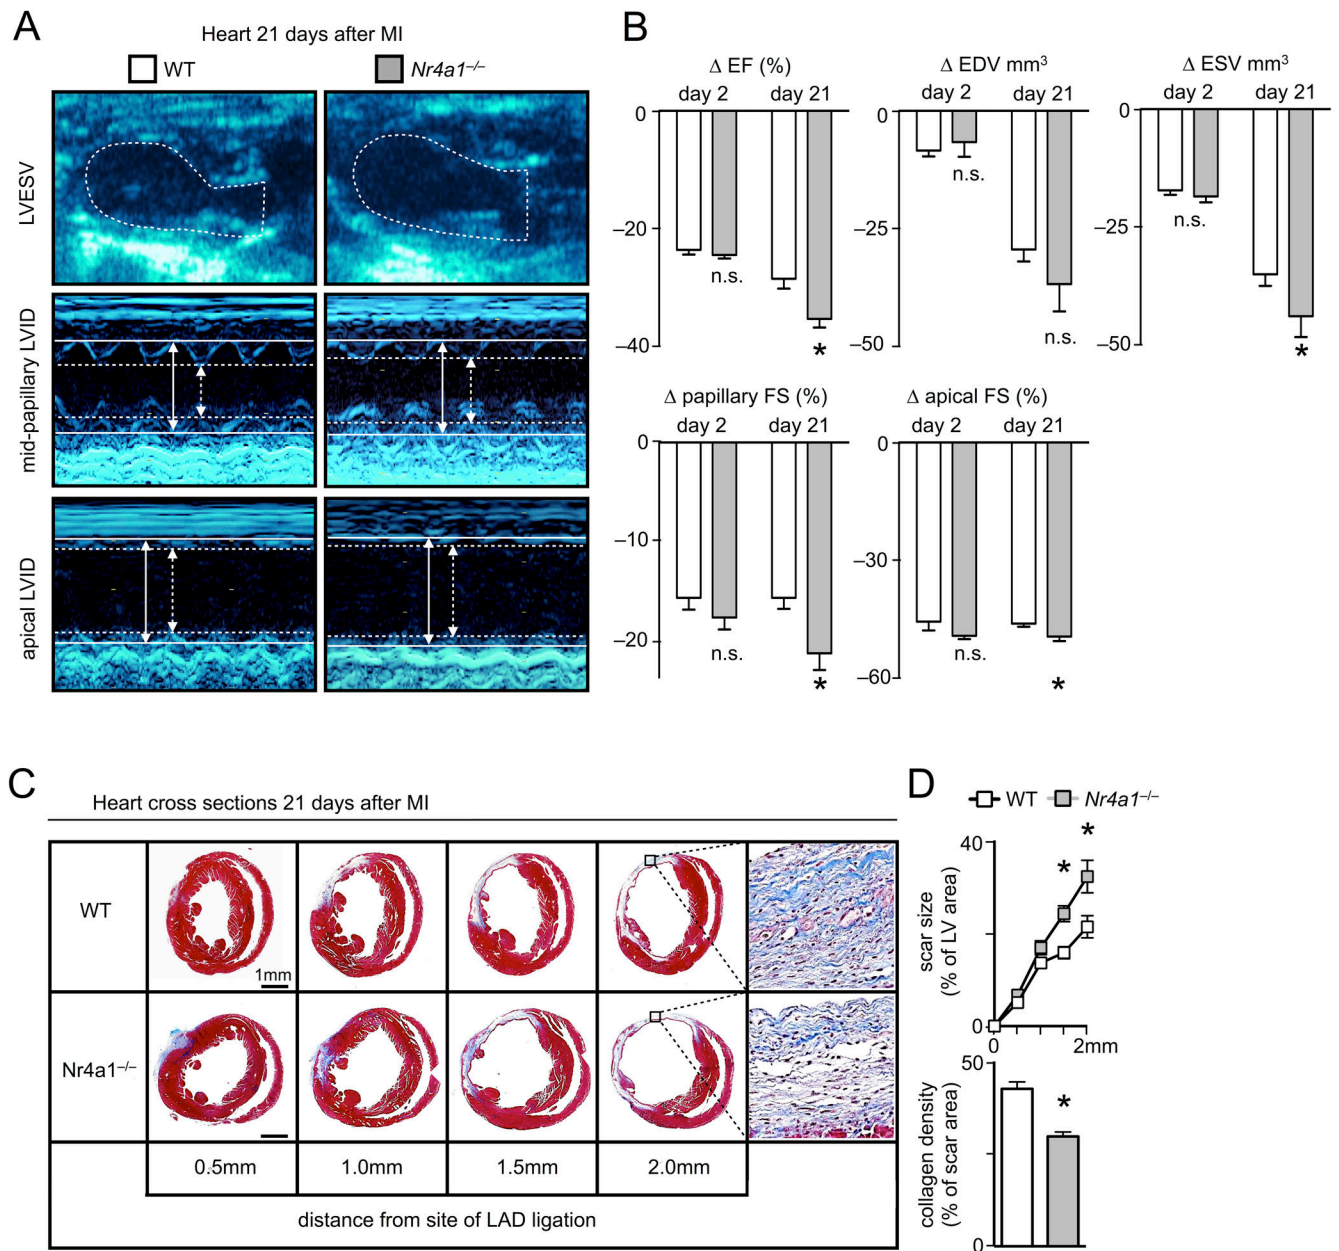 A
Heart 21 days after MI
WT
Nr4a1–/–
LVESV
mid-papillary LVID
apical LVID
B
Δ EF (%)
day 2 day 21
0
–20
–40
n.s.
*
Δ EDV mm³
day 2 day 21
0
–25
–50
n.s.
n.s.
Δ ESV mm³
day 2 day 21
0
–25
–50
n.s.
*
Δ papillary FS (%)
day 2 day 21
0
–10
–20
n.s.
*
Δ apical FS (%)
day 2 day 21
0
–30
–60
n.s.
*
C
Heart cross sections 21 days after MI
WT
1mm
Nr4a1–/–
0.5mm
1.0mm
1.5mm
2.0mm
distance from site of LAD ligation
D
WT
Nr4a1–/–
*
*
40
0
scar size
(% of LV area)
0
2mm
50
0
*
collagen density
(% of scar area)